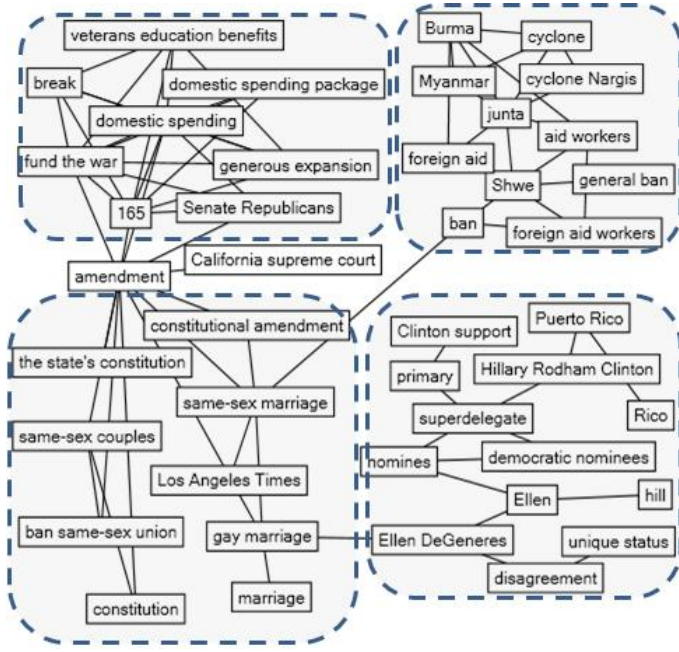 veterans education benefits
break
domestic spending package
domestic spending
fund the war
generous expansion
165
Senate Republicans
Burma
cyclone
Myanmar
cyclone Nargis
junta
aid workers
foreign aid
Shwe
general ban
ban
foreign aid workers
amendment
California supreme court
constitutional amendment
the state's constitution
same-sex marriage
same-sex couples
Los Angeles Times
ban same-sex union
gay marriage
constitution
marriage
Puerto Rico
Clinton support
primary
Hillary Rodham Clinton
superdelegate
Rico
nomines
democratic nominees
Ellen
hill
Ellen DeGeneres
unique status
disagreement